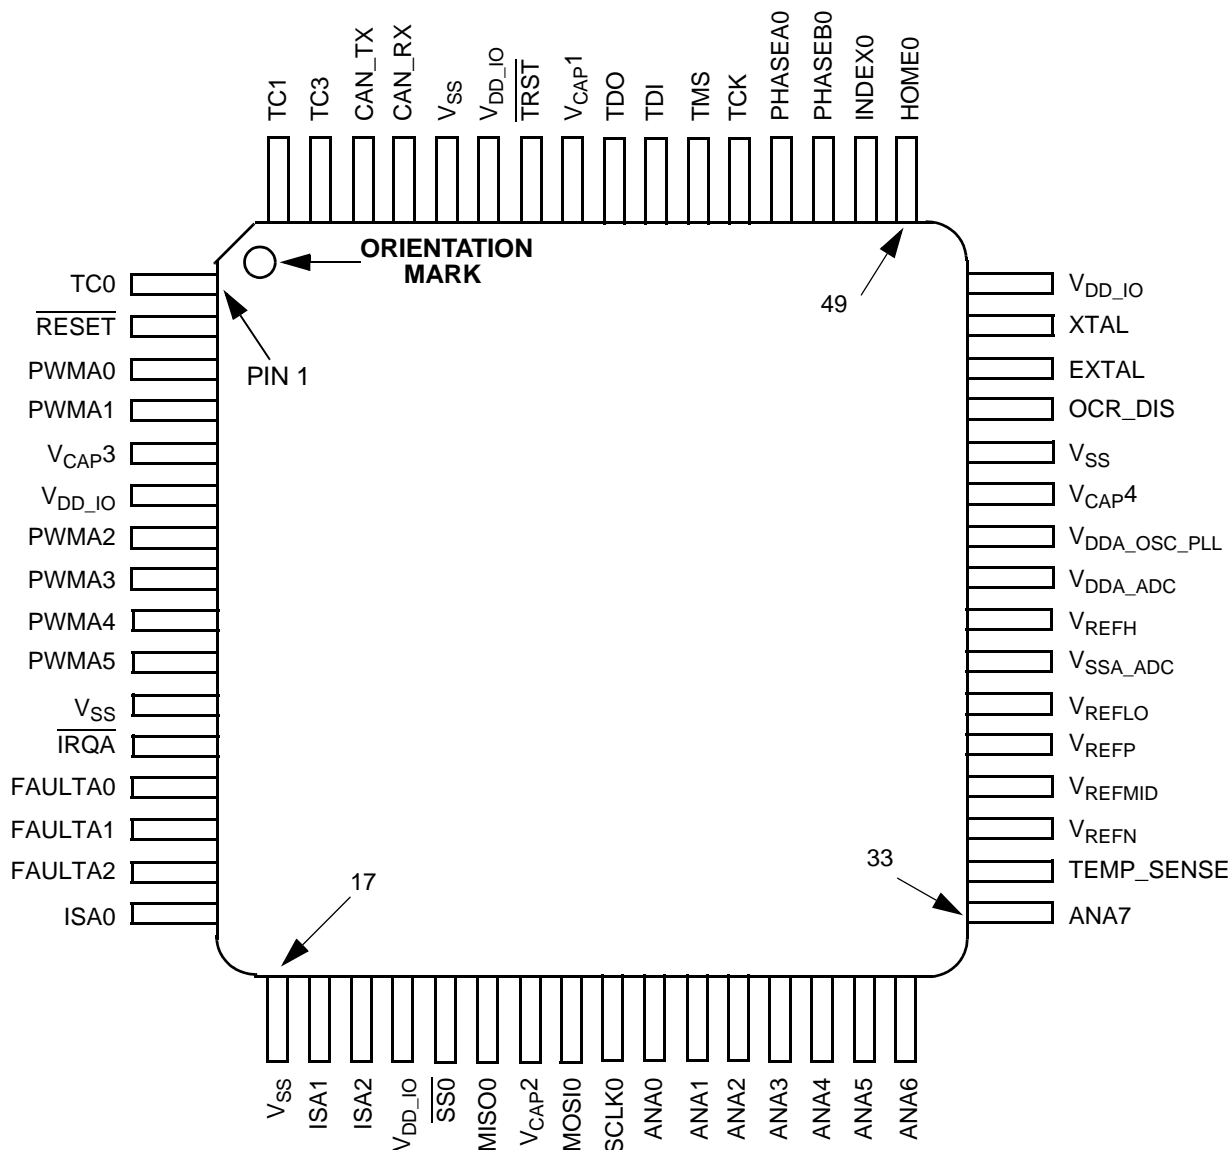 TC1
TC3
CAN_TX
CAN_RX
VSS
VDD_IO
TRST
VCAP1
TDO
TDI
TMS
TCK
PHASEA0
PHASEB0
INDEX0
HOME0
ORIENTATION
MARK
PIN 1
49
TC0
RESET
PWMA0
PWMA1
VCAP3
VDD_IO
PWMA2
PWMA3
PWMA4
PWMA5
VSS
IRQA
FAULTA0
FAULTA1
FAULTA2
ISA0
VDD_IO
XTAL
EXTAL
OCR_DIS
VSS
VCAP4
VDDA_OSC_PLL
VDDA_ADC
VREFH
VSSA_ADC
VREFLO
VREFP
VREFMID
VREFN
TEMP_SENSE
ANA7
17
33
VSS
ISA1
ISA2
VDD_IO
SS0
MISO0
VCAP2
MOSI0
SCLK0
ANA0
ANA1
ANA2
ANA3
ANA4
ANA5
ANA6